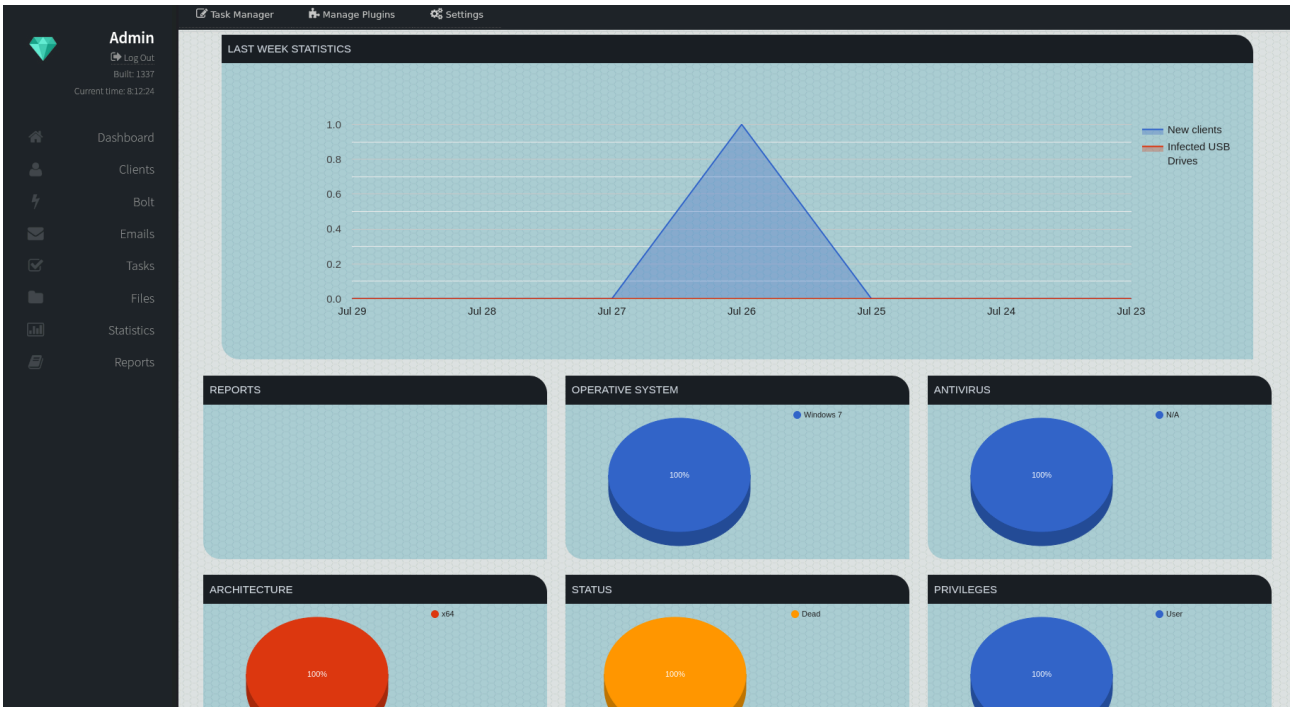 Task Manager
Manage Plugins
Settings
Admin
Log Out
Built: 1337
Current time: 8:12:24
Dashboard
Clients
Bolt
Emails
Tasks
Files
Statistics
Reports
LAST WEEK STATISTICS
1.0
0.8
0.6
0.4
0.2
0.0
Jul 29
Jul 28
Jul 27
Jul 26
Jul 25
Jul 24
Jul 23
New clients
Infected USB
Drives
REPORTS
OPERATIVE SYSTEM
Windows 7
100%
ANTIVIRUS
N/A
100%
ARCHITECTURE
x64
100%
STATUS
Dead
100%
PRIVILEGES
User
100%